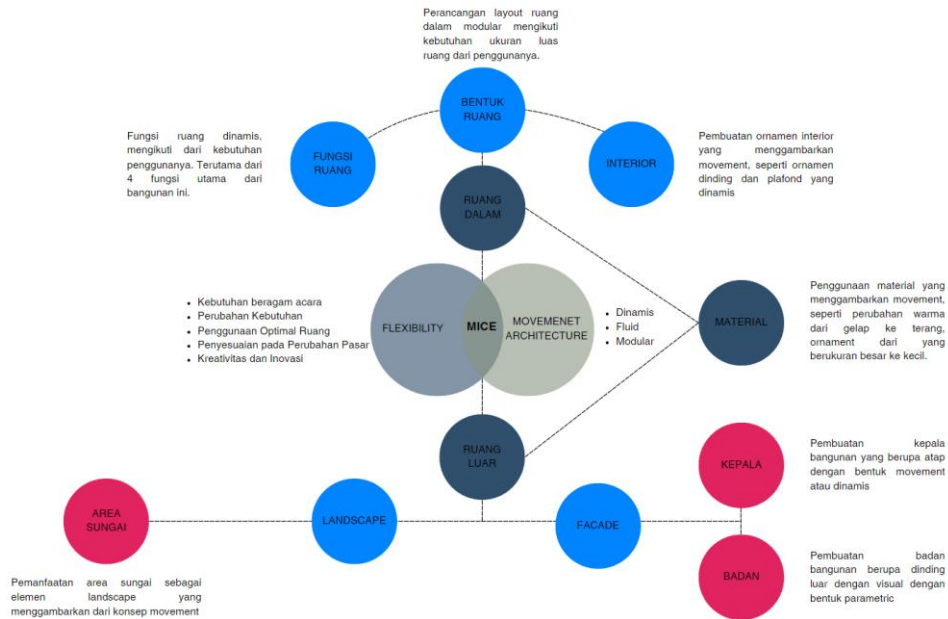 Perancangan layout ruang
dalam modular mengikuti
kebutuhan ukuran luas
ruang dari penggunanya.
BENTUK
RUANG
Fungsi ruang dinamis,
mengikuti dari kebutuhan
penggunanya. Terutama dari
4 fungsi utama dari
bangunan ini.
FUNGSI
RUANG
INTERIOR
Pembuatan ornamen interior
yang menggambarkan
movement, seperti ornamen
dinding dan plafond yang
dinamis
RUANG
DALAM
• Kebutuhan beragam acara
• Perubahan Kebutuhan
• Penggunaan Optimal Ruang
• Penyesuaian pada Perubahan Pasar
• Kreativitas dan Inovasi
FLEXIBILITY
MICE
MOVEMENET
ARCHITECTURE
• Dinamis
• Fluid
• Modular
MATERIAL
Penggunaan material yang
menggambarkan movement,
seperti perubahan warma
dari gelap ke terang,
ornament dari yang
berukuran besar ke kecil.
RUANG
LUAR
KEPALA
Pembuatan kepala
bangunan yang berupa atap
dengan bentuk movement
atau dinamis
AREA
SUNGAI
LANDSCAPE
FACADE
BADAN
Pembuatan badan
bangunan berupa dinding
luar dengan visual dengan
bentuk parametric
Pemanfaatan area sungai sebagai
elemen landscape yang
menggambarkan dari konsep movement